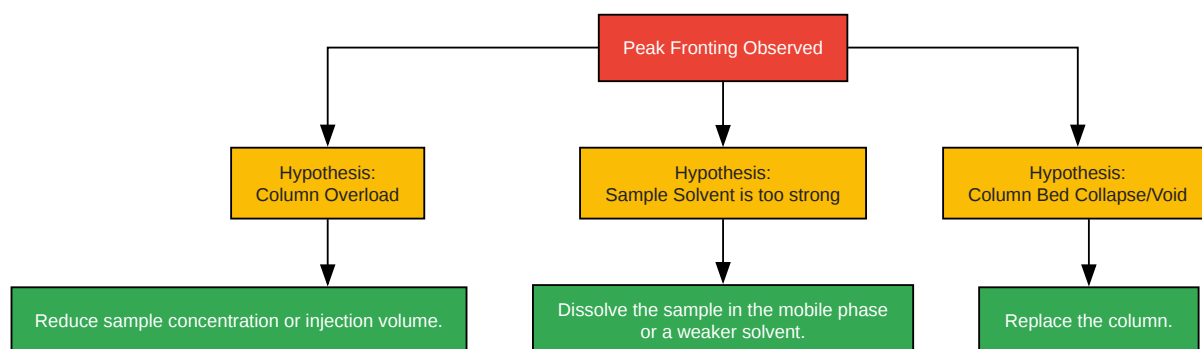 Peak Fronting Observed
Hypothesis:
Column Overload
Hypothesis:
Sample Solvent is too strong
Hypothesis:
Column Bed Collapse/Void
Reduce sample concentration or injection volume.
Dissolve the sample in the mobile phase
or a weaker solvent.
Replace the column.